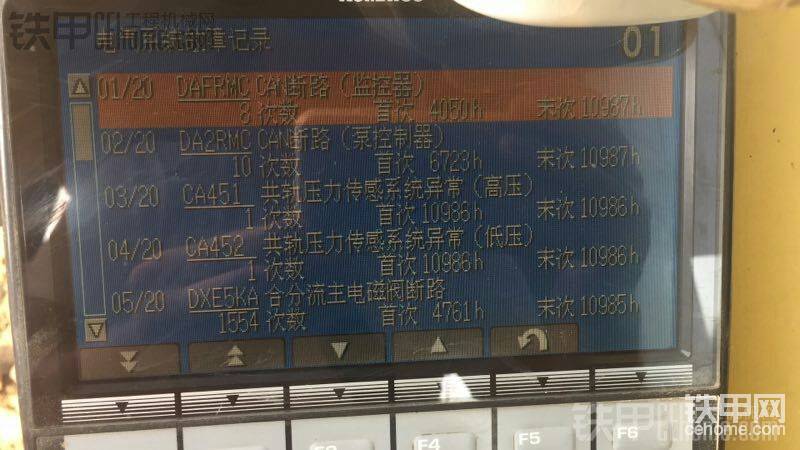 铁甲 工程机械网
电气系统故障记录 01
01/20 DAFRMC CAN断路（监控器）
8 次数 首次 4050h 末次 10987h
02/20 DA2RMC CAN断路（泵控制器）
10 次数 首次 6723h 末次 10987h
03/20 CA451 共轨压力传感系统异常（高压）
1 次数 首次 10986h 末次 10986h
04/20 CA452 共轨压力传感系统异常（低压）
1 次数 首次 10986h 末次 10986h
05/20 DXE5KA 合分流主电磁阀断路
1554 次数 首次 4761h 末次 10985h
F4 F5 F6
铁甲网
cehome.com